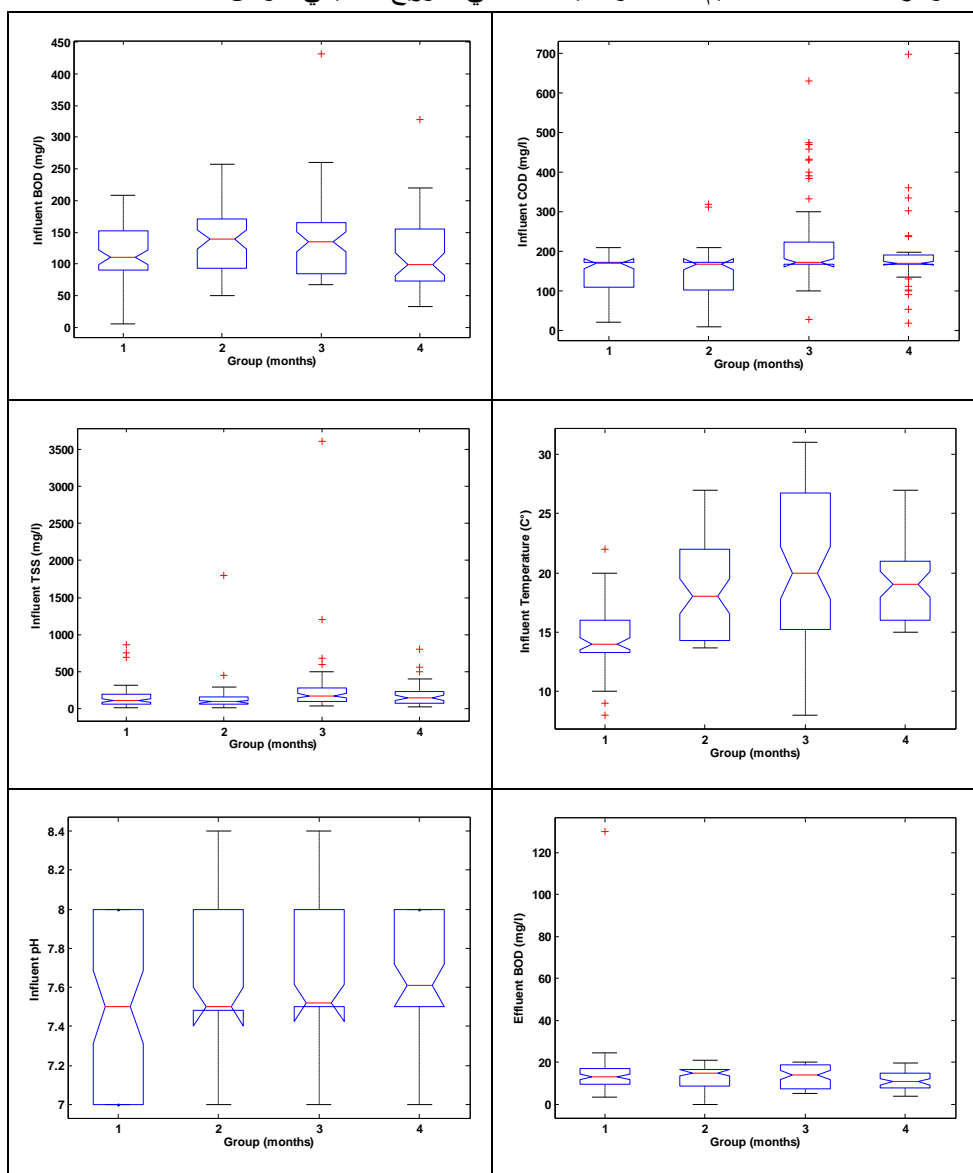 450
400
350
300
250
200
150
100
50
0
Influent BOD (mg/l)
1 2 3 4
Group (months)
700
600
500
400
300
200
100
0
Influent COD (mg/l)
1 2 3 4
Group (months)
3500
3000
2500
2000
1500
1000
500
0
Influent TSS (mg/l)
1 2 3 4
Group (months)
30
25
20
15
10
Influent Temperature (C°)
1 2 3 4
Group (months)
8.4
8.2
8
7.8
7.6
7.4
7.2
7
Influent pH
1 2 3 4
Group (months)
120
100
80
60
40
20
0
Effluent BOD (mg/l)
1 2 3 4
Group (months)